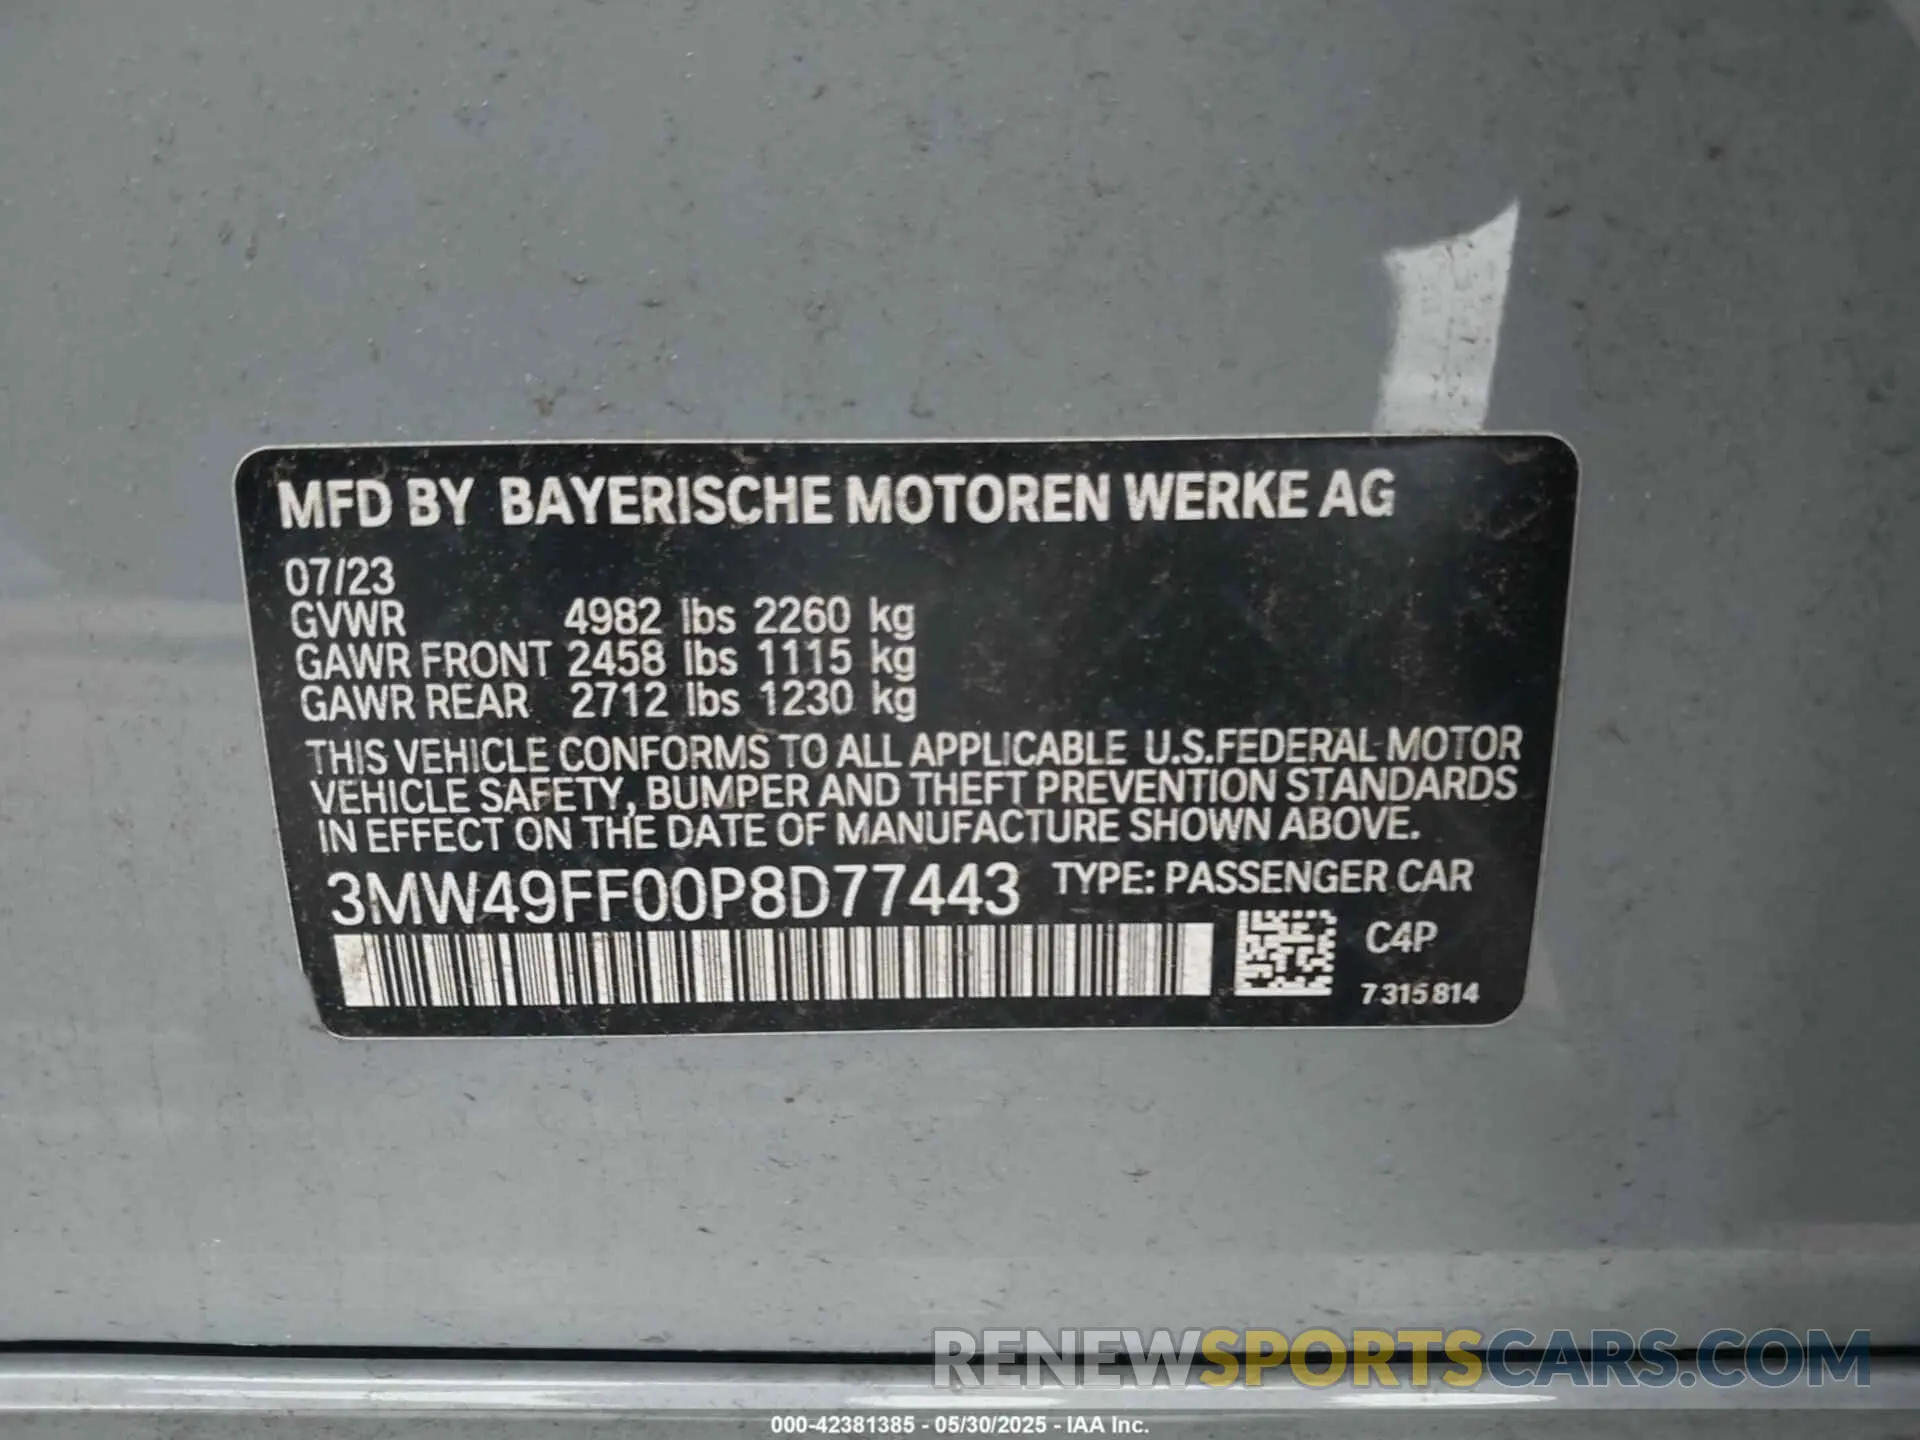 MFD BY BAYERISCHE MOTOREN WERKE AG
07/23
GVWR 4982 lbs 2260 kg
GAWR FRONT 2458 lbs 1115 kg
GAWR REAR 2712 lbs 1230 kg
THIS VEHICLE CONFORMS TO ALL APPLICABLE U.S.FEDERAL MOTOR
VEHICLE SAFETY, BUMPER AND THEFT PREVENTION STANDARDS
IN EFFECT ON THE DATE OF MANUFACTURE SHOWN ABOVE.
3MW49FF00P8D77443 TYPE: PASSENGER CAR
C4P
7 315 814
RENEWSPORTSCARS.COM
000-42381385 - 05/30/2025 - IAA Inc.